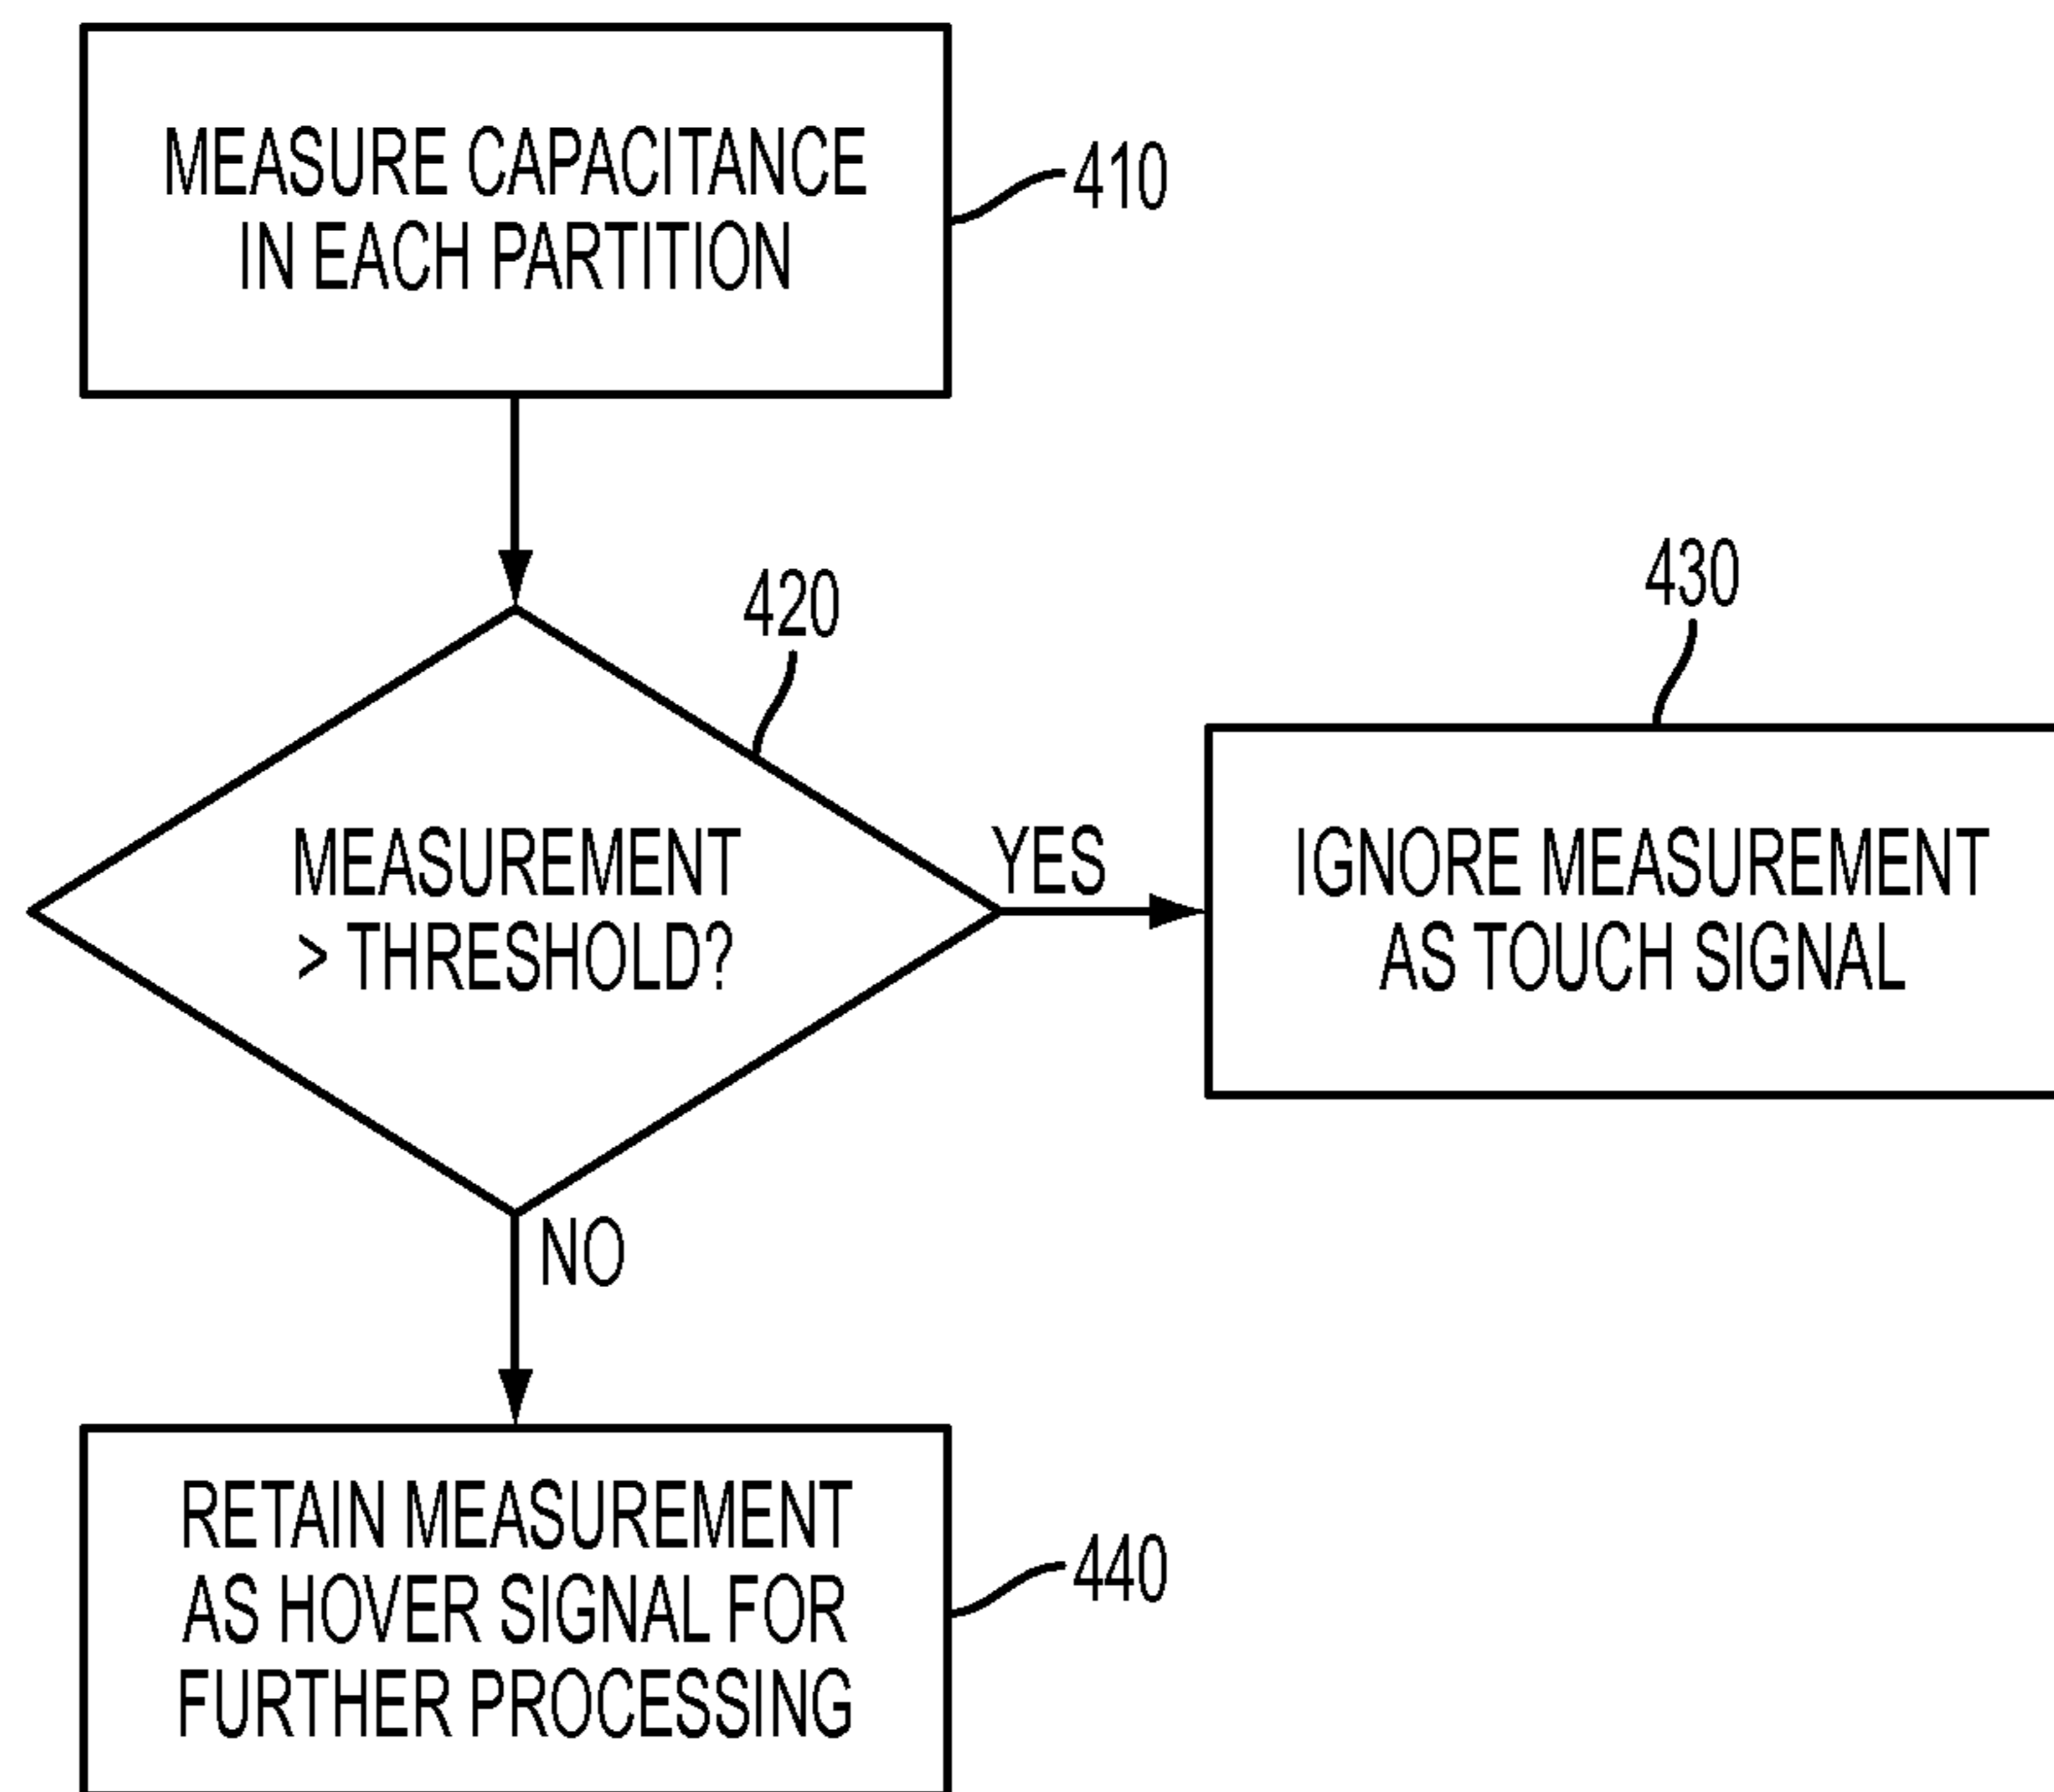 MEASURE CAPACITANCE
IN EACH PARTITION
410
420
MEASUREMENT
> THRESHOLD?
YES
430
IGNORE MEASUREMENT
AS TOUCH SIGNAL
NO
RETAIN MEASUREMENT
AS HOVER SIGNAL FOR
FURTHER PROCESSING
440